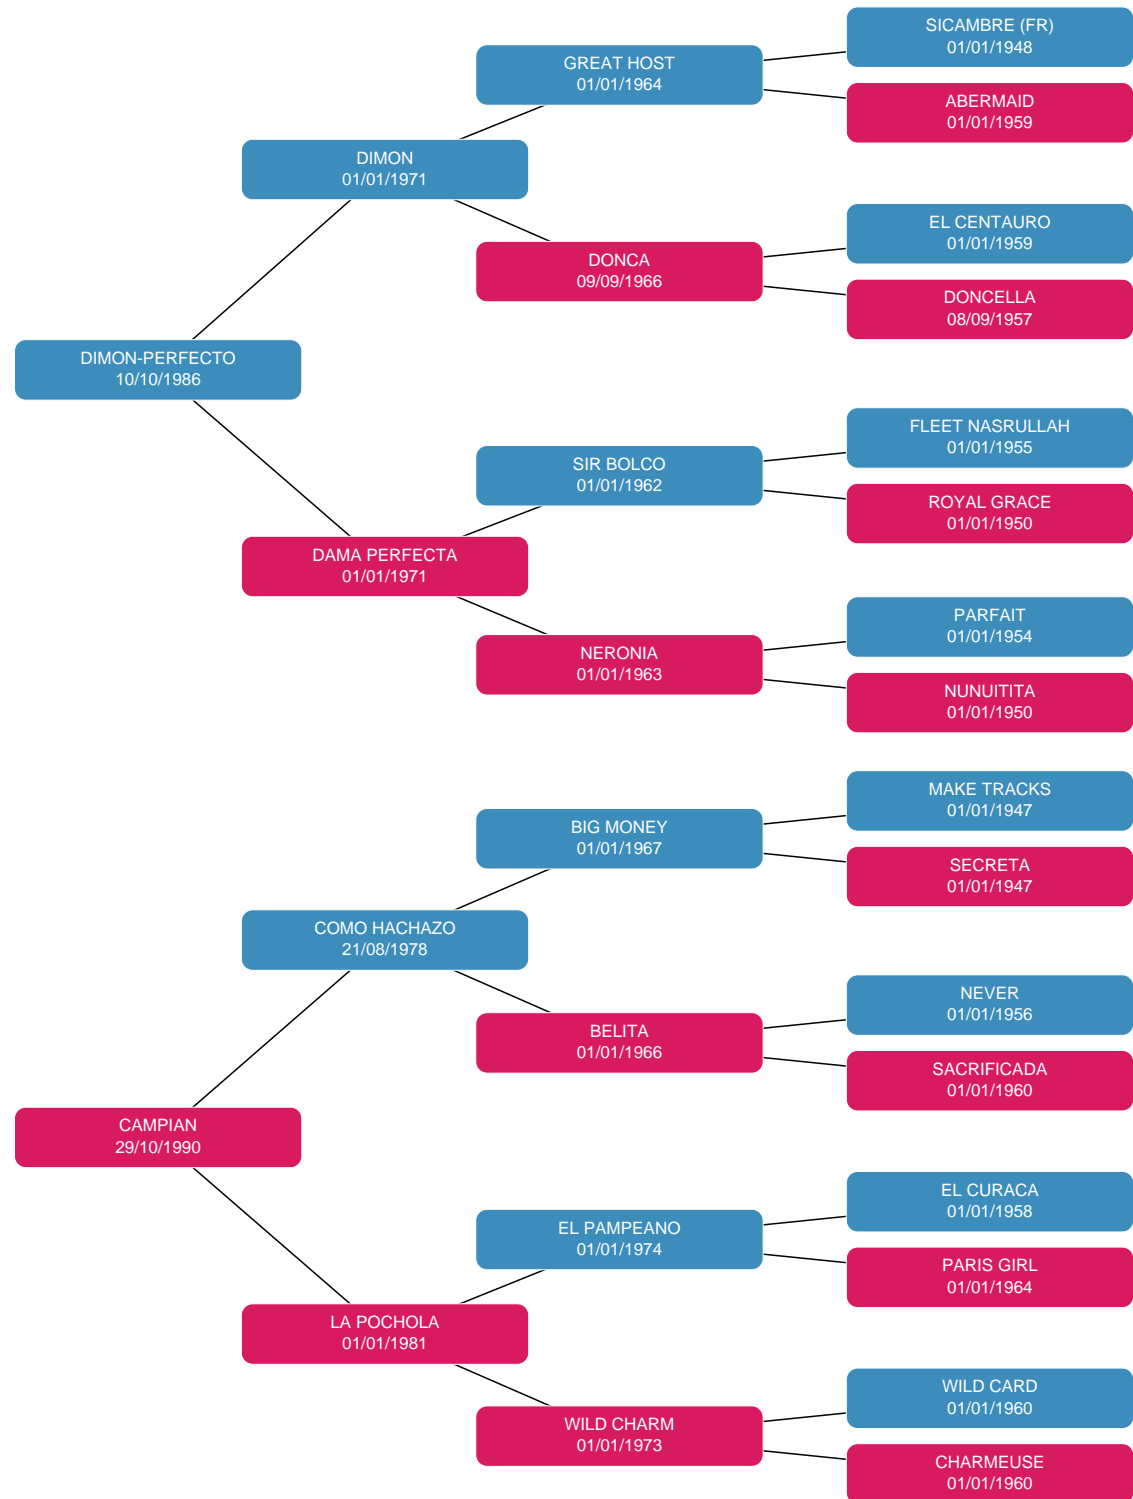 SICAMBRE (FR)
01/01/1948
GREAT HOST
01/01/1964
ABERMAID
01/01/1959
DIMON
01/01/1971
EL CENTAURO
01/01/1959
DONCA
09/09/1966
DONCELLA
08/09/1957
DIMON-PERFECTO
10/10/1986
FLEET NASRULLAH
01/01/1955
SIR BOLCO
01/01/1962
ROYAL GRACE
01/01/1950
DAMA PERFECTA
01/01/1971
PARFAIT
01/01/1954
NERONIA
01/01/1963
NUNUITITA
01/01/1950
MAKE TRACKS
01/01/1947
BIG MONEY
01/01/1967
SECRETA
01/01/1947
COMO HACHAZO
21/08/1978
NEVER
01/01/1956
BELITA
01/01/1966
SACRIFICADA
01/01/1960
CAMPIAN
29/10/1990
EL CURACA
01/01/1958
EL PAMPEANO
01/01/1974
PARIS GIRL
01/01/1964
LA POCHOLA
01/01/1981
WILD CARD
01/01/1960
WILD CHARM
01/01/1973
CHARMEUSE
01/01/1960